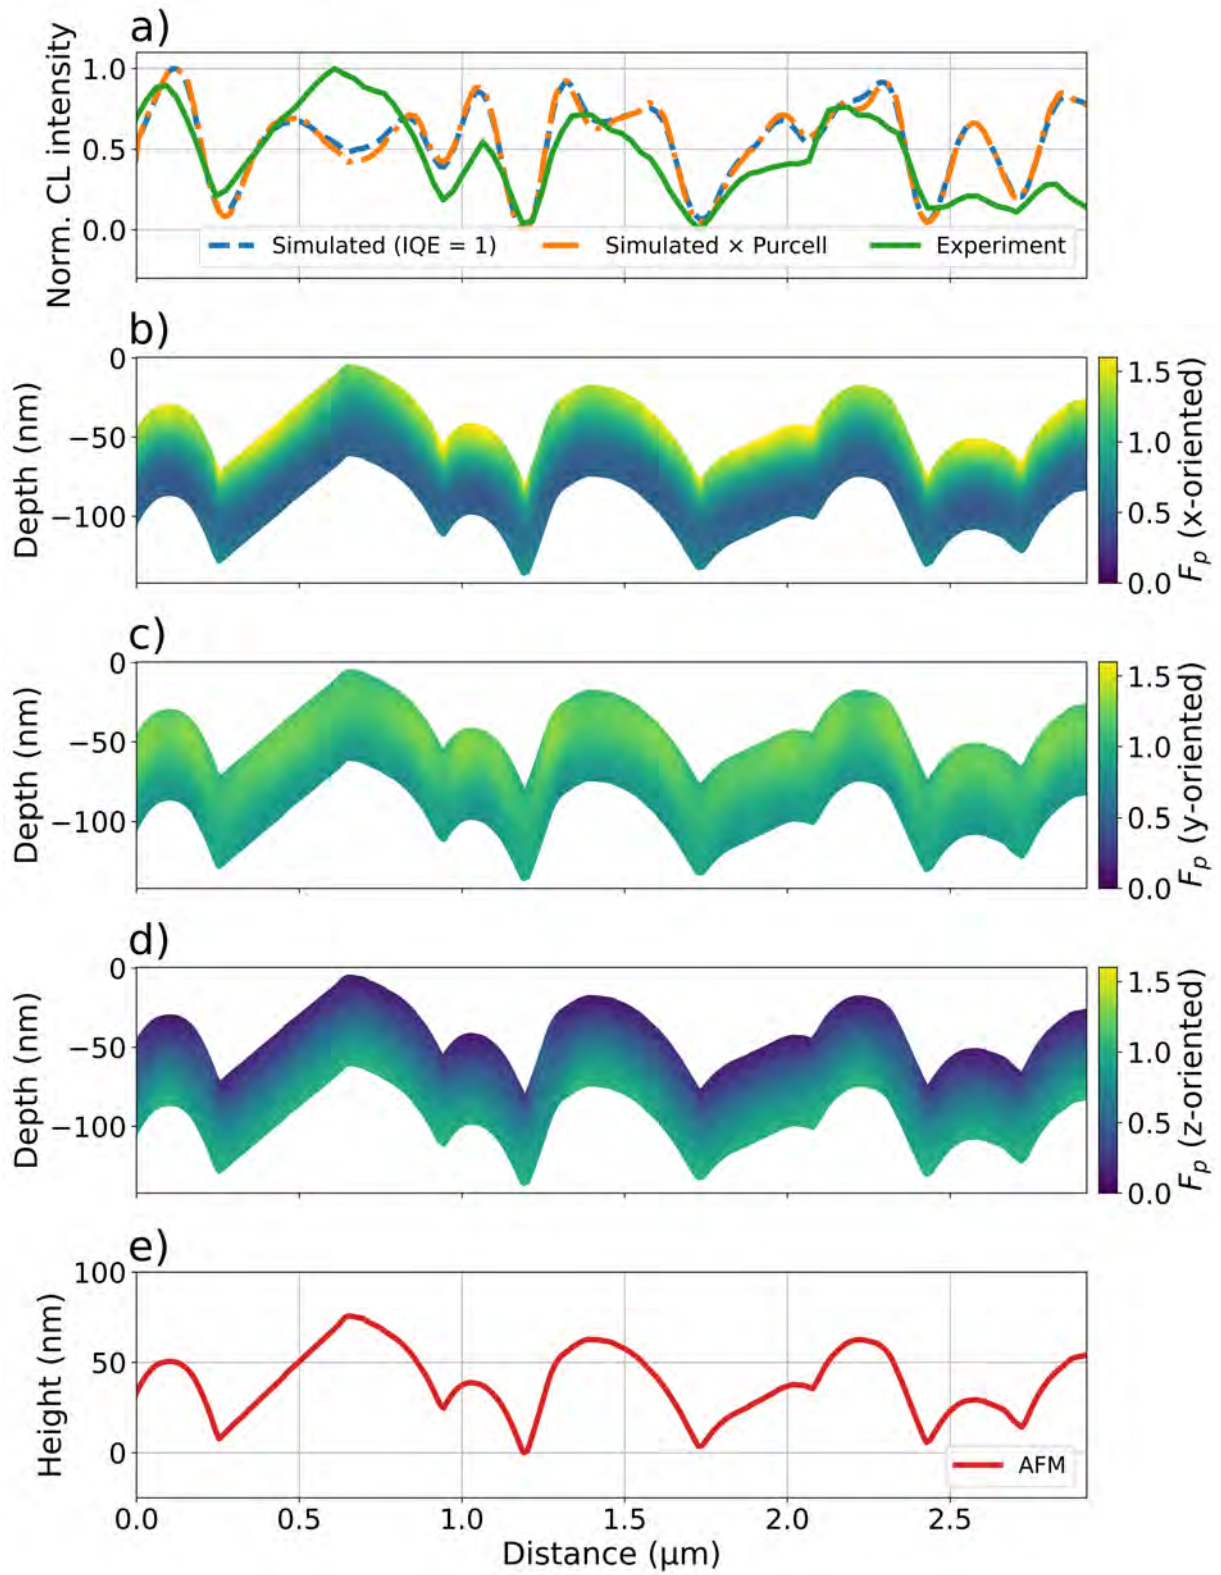 a)
Norm. CL intensity
1.0
0.5
0.0
Simulated (IQE = 1)
Simulated × Purcell
Experiment
b)
Depth (nm)
0
−50
−100
1.5
1.0
0.5
0.0
Fp (x-oriented)
c)
Depth (nm)
0
−50
−100
1.5
1.0
0.5
0.0
Fp (y-oriented)
d)
Depth (nm)
0
−50
−100
1.5
1.0
0.5
0.0
Fp (z-oriented)
e)
Height (nm)
100
50
0
AFM
0.0 0.5 1.0 1.5 2.0 2.5
Distance (μm)